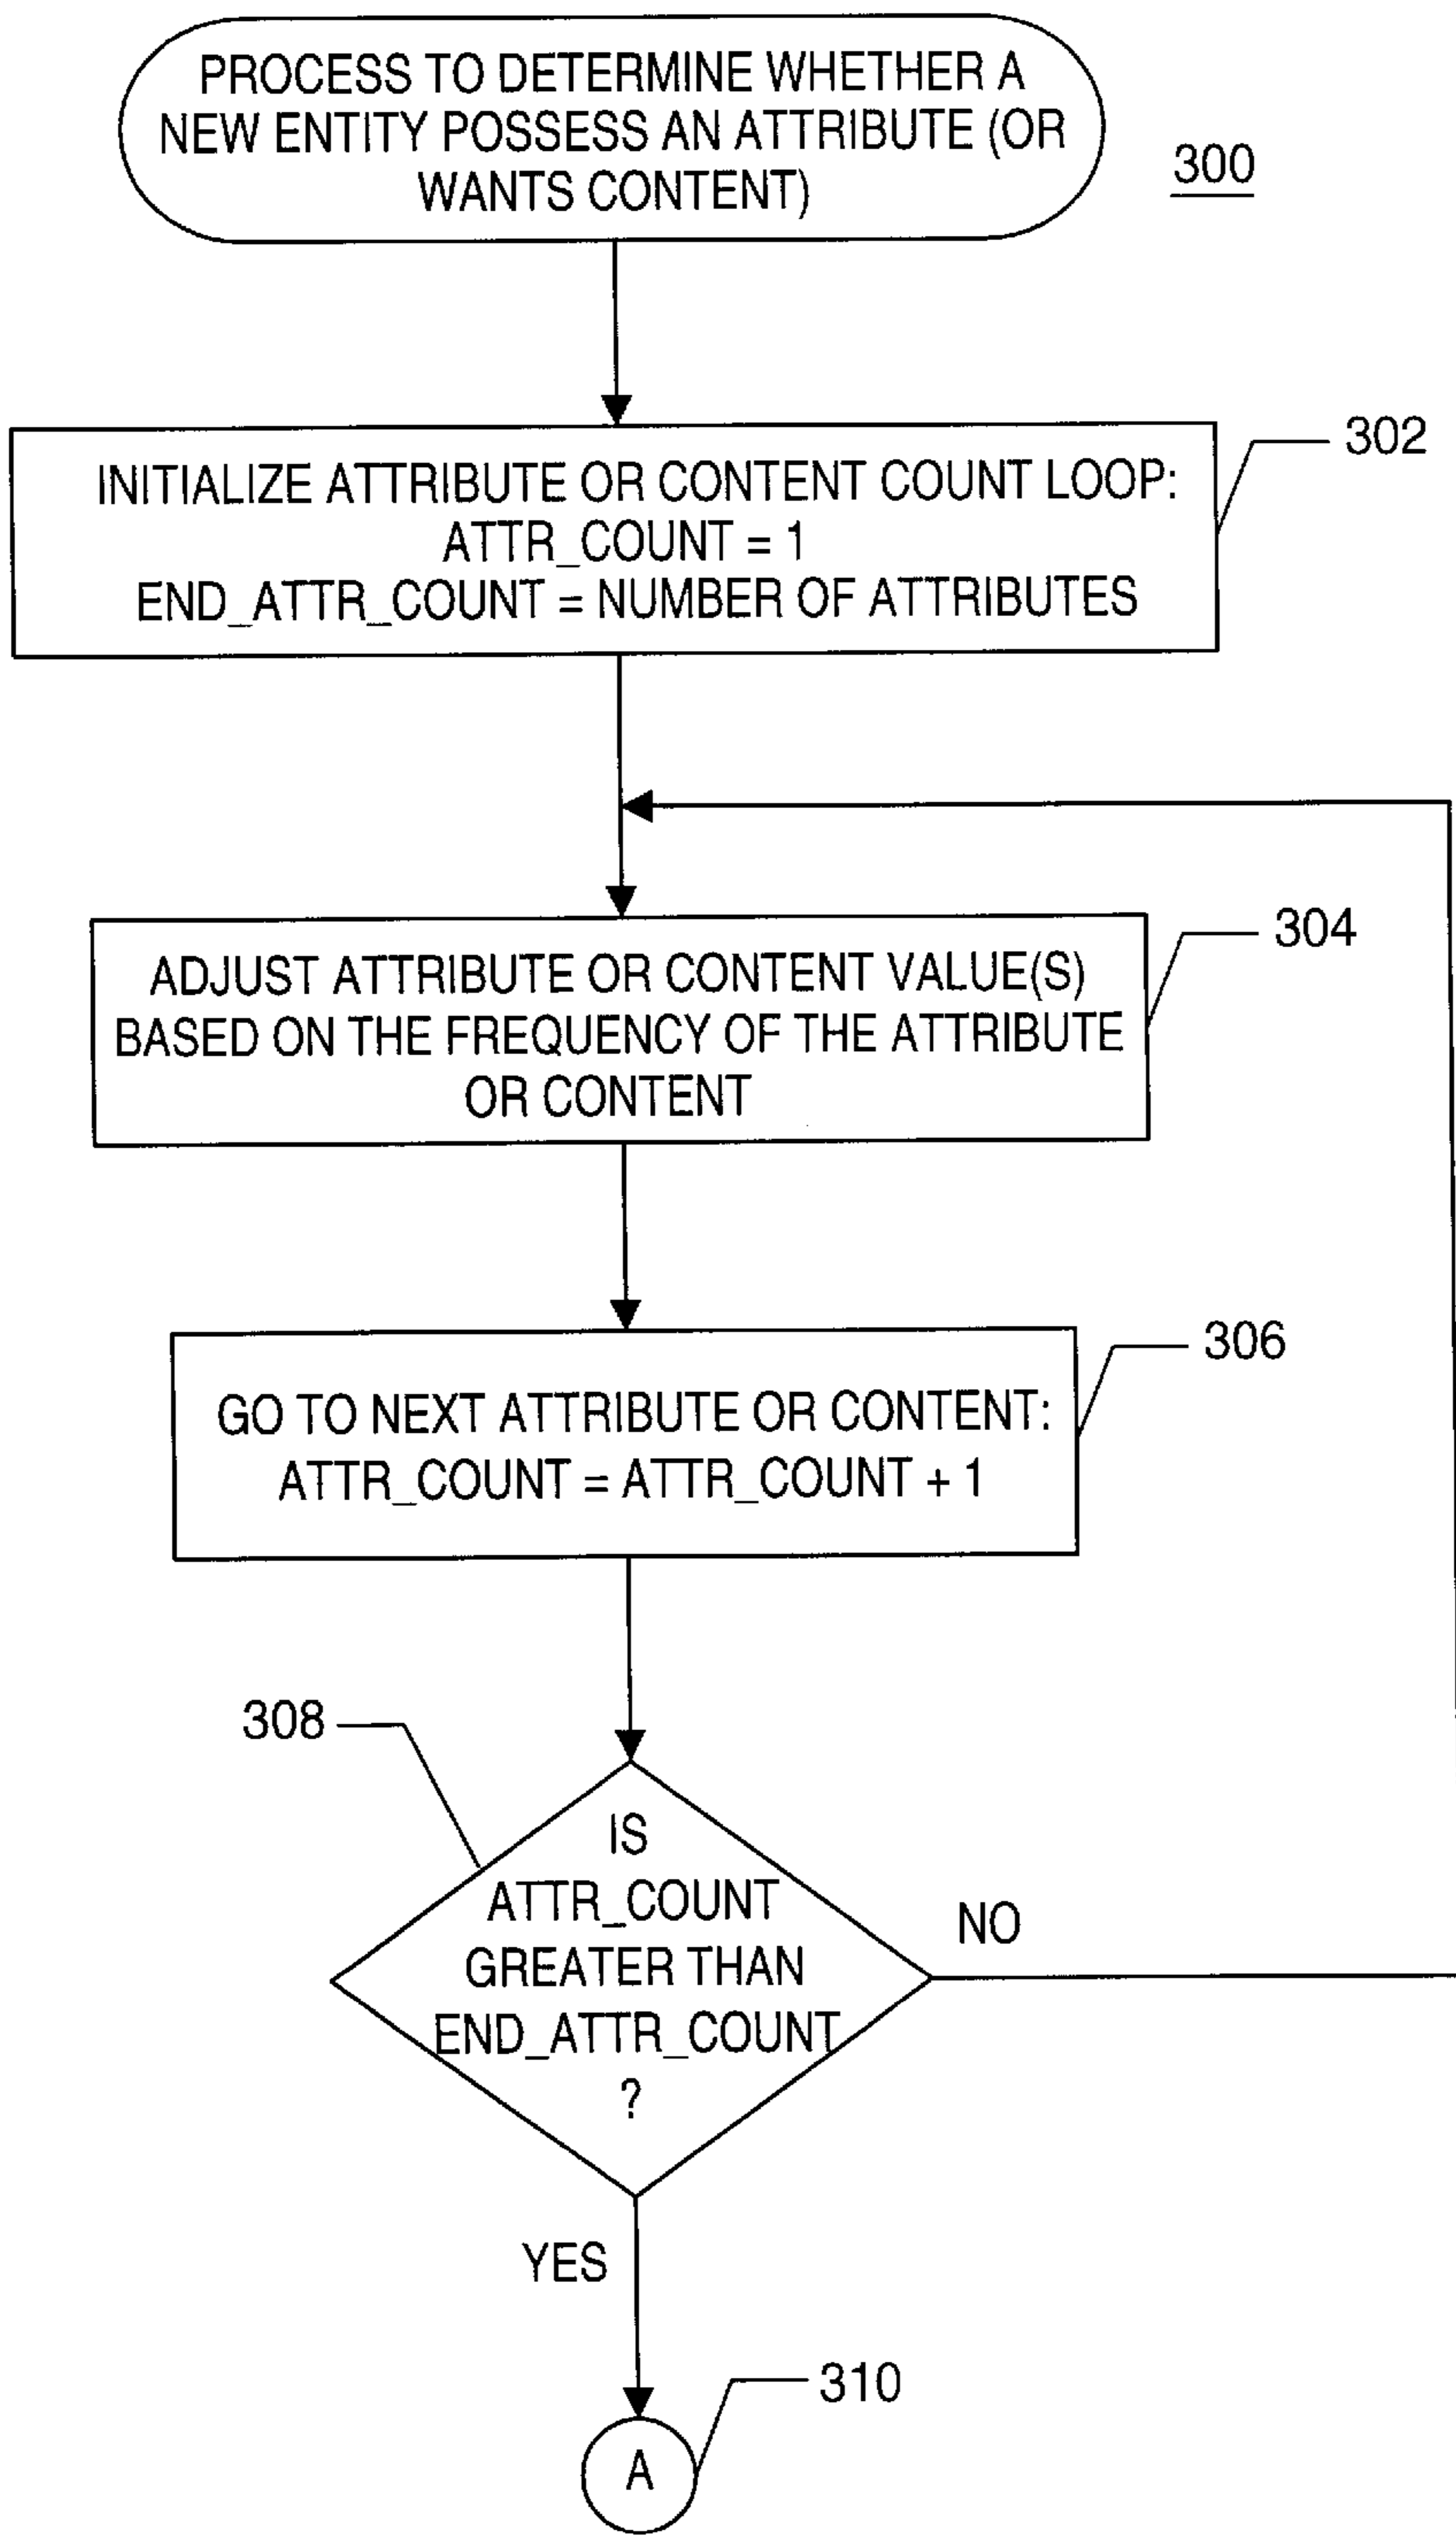 PROCESS TO DETERMINE WHETHER A
NEW ENTITY POSSESS AN ATTRIBUTE (OR
WANTS CONTENT)
300
302
INITIALIZE ATTRIBUTE OR CONTENT COUNT LOOP:
ATTR_COUNT = 1
END_ATTR_COUNT = NUMBER OF ATTRIBUTES
304
ADJUST ATTRIBUTE OR CONTENT VALUE(S)
BASED ON THE FREQUENCY OF THE ATTRIBUTE
OR CONTENT
306
GO TO NEXT ATTRIBUTE OR CONTENT:
ATTR_COUNT = ATTR_COUNT + 1
308
IS
ATTR_COUNT
GREATER THAN
END_ATTR_COUNT
?
NO
YES
310
A